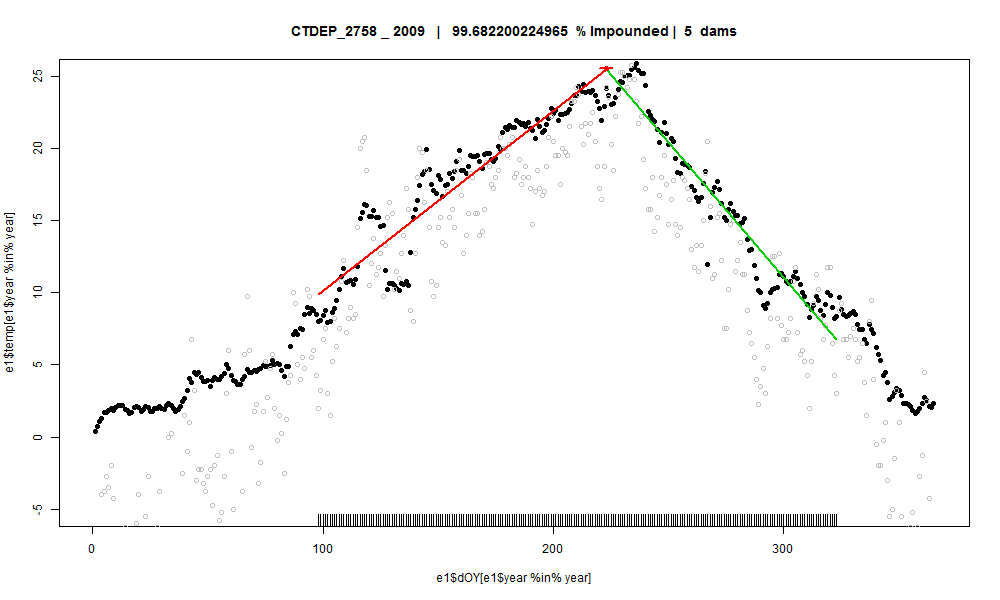 CTDEP_2758 _ 2009 | 99.682200224965 % Impounded | 5 dams
e1$temp[e1$year %in% year]
25
20
15
10
5
0
-5
0 100 200 300
e1$dOY[e1$year %in% year]